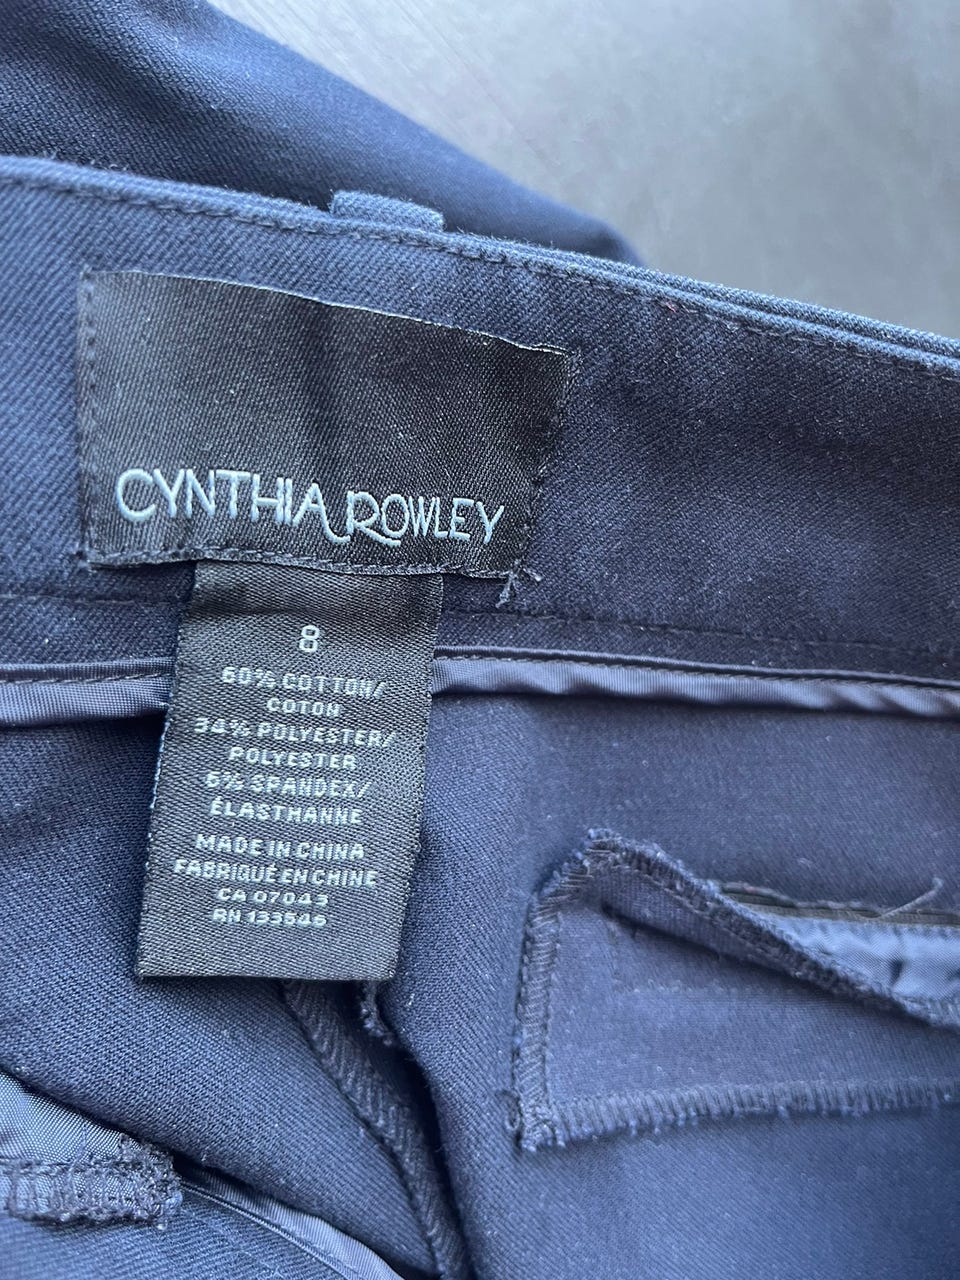 CYNTHIA ROWLEY
8
60% COTTON/
COTON
34% POLYESTER/
POLYESTER
6% SPANDEX/
ÉLASTHANNE
MADE IN CHINA
FABRIQUÉ EN CHINE
CA 07043
RN 133546